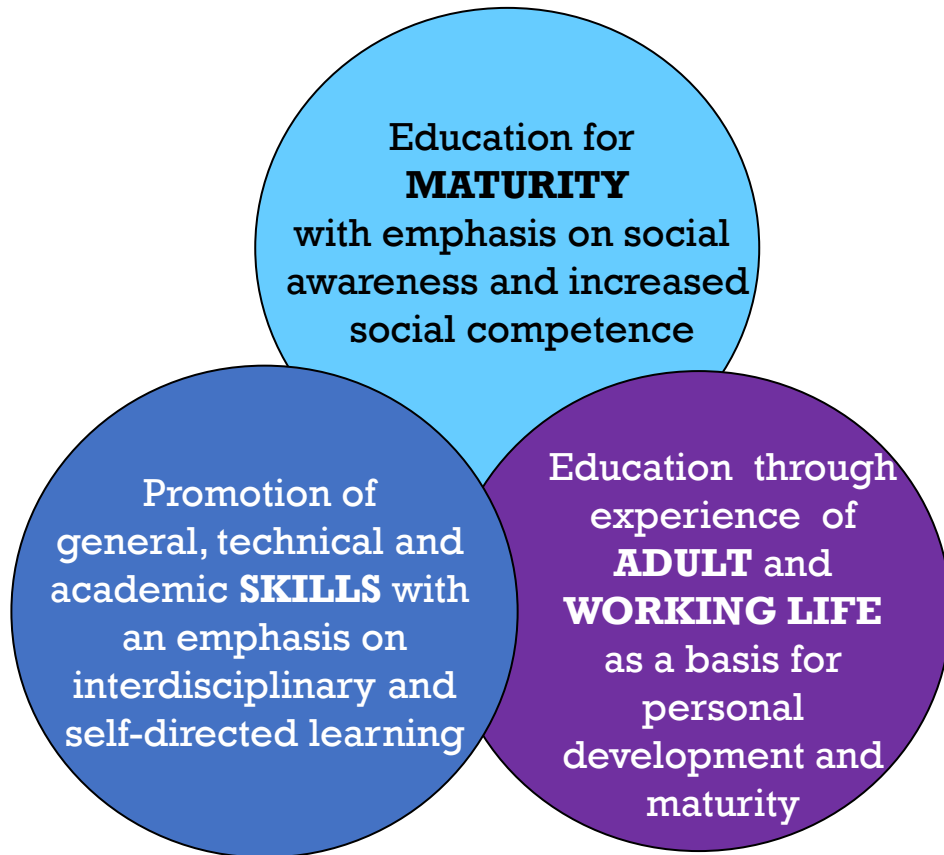 Education for
MATURITY
with emphasis on social
awareness and increased
social competence
Promotion of
general, technical and
academic SKILLS with
an emphasis on
interdisciplinary and
self-directed learning
Education through
experience of
ADULT and
WORKING LIFE
as a basis for
personal
development and
maturity